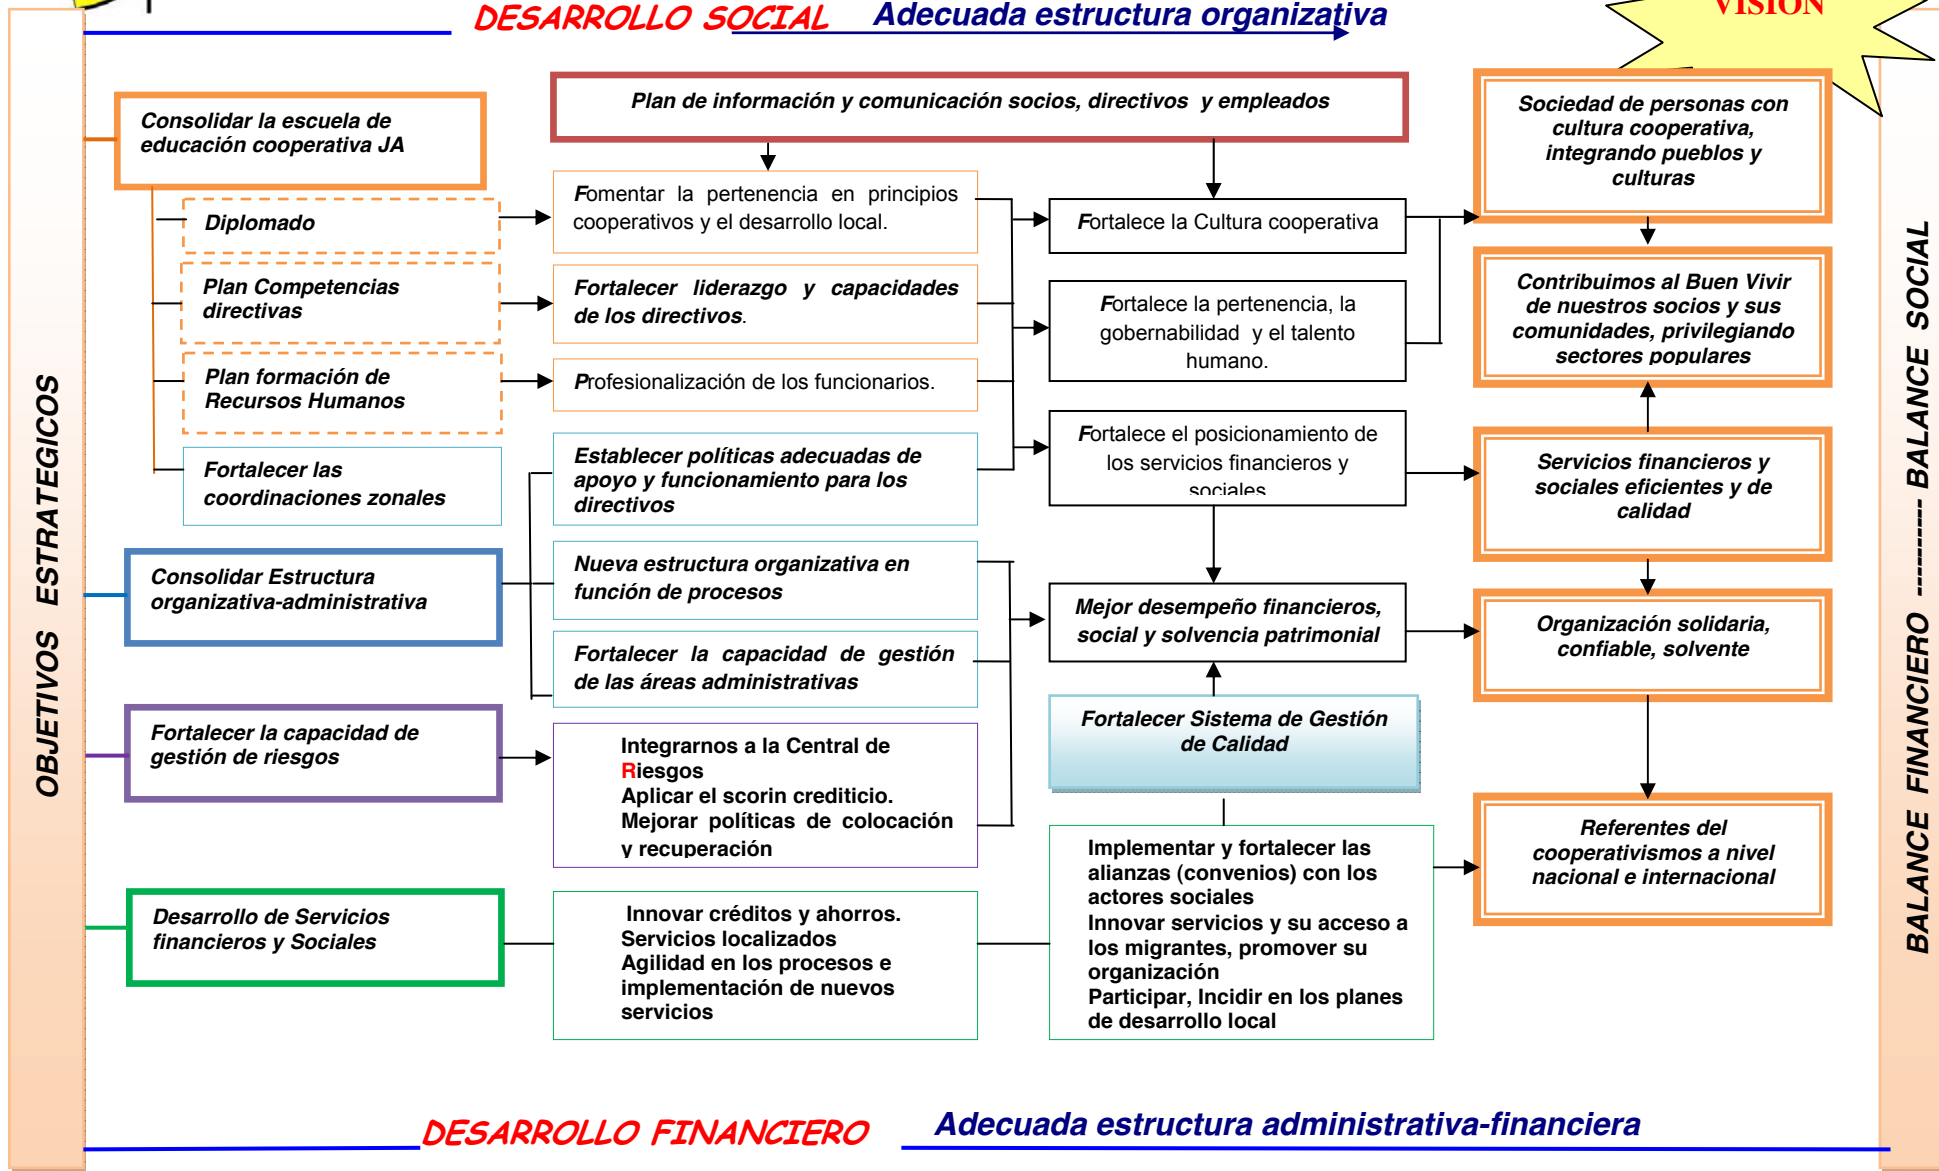 DESARROLLO SOCIAL
Adecuada estructura organizativa
VISIÓN
OBJETIVOS ESTRATEGICOS
Consolidar la escuela de
educación cooperativa JA
Diplomado
Plan Competencias
directivas
Plan formación de
Recursos Humanos
Fortalecer las
coordinaciones zonales
Consolidar Estructura
organizativa-administrativa
Fortalecer la capacidad de
gestión de riesgos
Desarrollo de Servicios
financieros y Sociales
Plan de información y comunicación socios, directivos y empleados
Fomentar la pertenencia en principios
cooperativos y el desarrollo local.
Fortalecer liderazgo y capacidades
de los directivos.
Profesionalización de los funcionarios.
Establecer políticas adecuadas de
apoyo y funcionamiento para los
directivos
Nueva estructura organizativa en
función de procesos
Fortalecer la capacidad de gestión
de las áreas administrativas
Integrarnos a la Central de
Riesgos
Aplicar el scorin crediticio.
Mejorar políticas de colocación
y recuperación
Innovar créditos y ahorros.
Servicios localizados
Agilidad en los procesos e
implementación de nuevos
servicios
Fortalece la Cultura cooperativa
Fortalece la pertenencia, la
gobernabilidad y el talento
humano.
Fortalece el posicionamiento de
los servicios financieros y
sociales
Mejor desempeño financieros,
social y solvencia patrimonial
Fortalecer Sistema de Gestión
de Calidad
Implementar y fortalecer las
alianzas (convenios) con los
actores sociales
Innovar servicios y su acceso a
los migrantes, promover su
organización
Participar, Incidir en los planes
de desarrollo local
Sociedad de personas con
cultura cooperativa,
integrando pueblos y
culturas
Contribuimos al Buen Vivir
de nuestros socios y sus
comunidades, privilegiando
sectores populares
Servicios financieros y
sociales eficientes y de
calidad
Organización solidaria,
confiable, solvente
Referentes del
cooperativismos a nivel
nacional e internacional
BALANCE FINANCIERO ----------- BALANCE SOCIAL
DESARROLLO FINANCIERO
Adecuada estructura administrativa-financiera